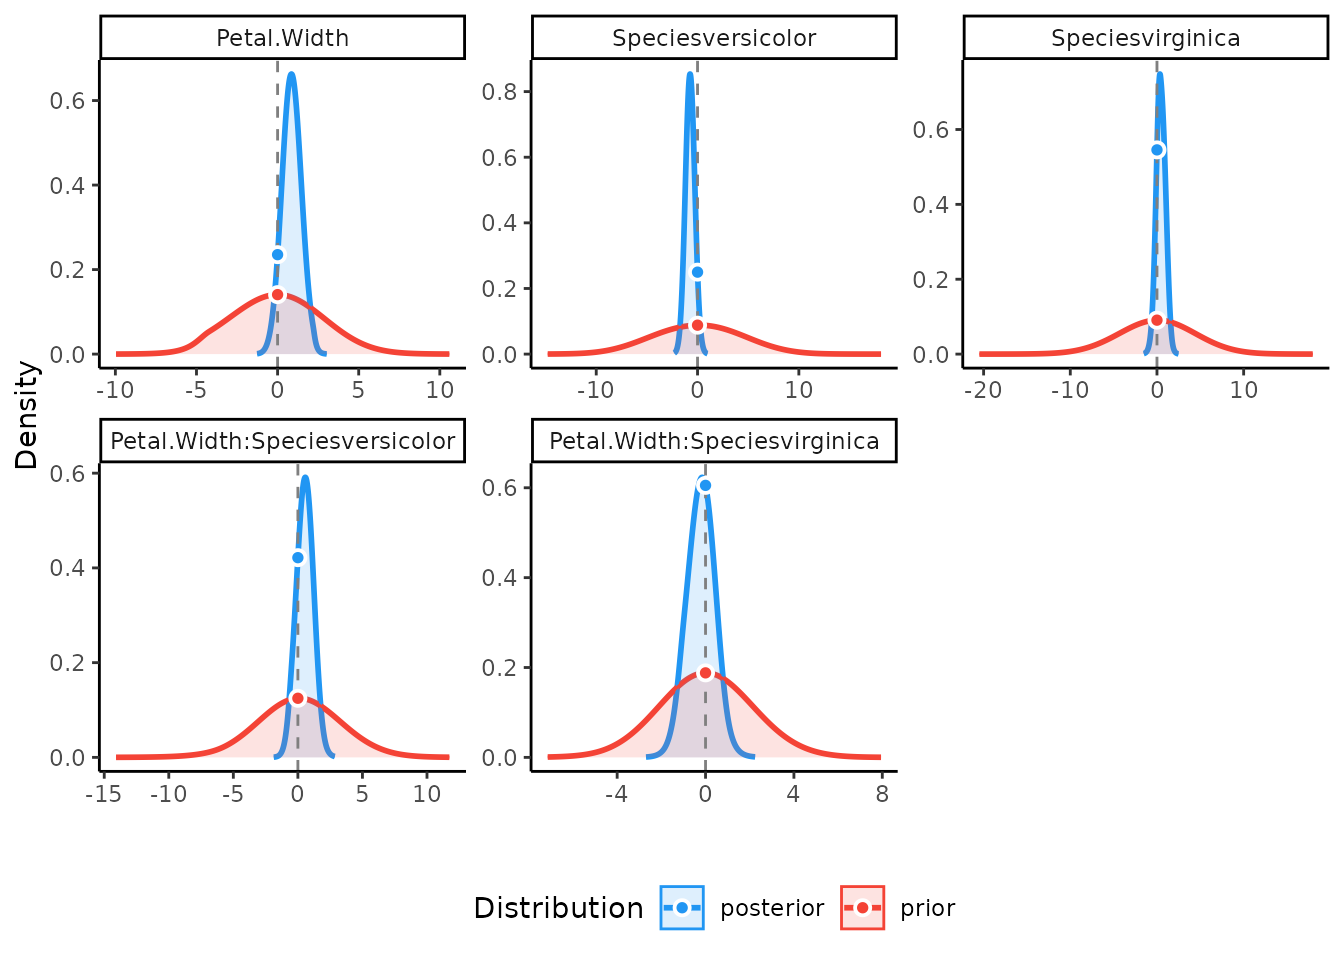 Petal.Width
Speciesversicolor
Speciesvirginica
0.6
0.4
0.2
0.0
-10 -5 0 5 10
0.8
0.6
0.4
0.2
0.0
-10 0 10
0.6
0.4
0.2
0.0
-20 -10 0 10
Density
Petal.Width:Speciesversicolor
Petal.Width:Speciesvirginica
0.6
0.4
0.2
0.0
-15 -10 -5 0 5 10
0.6
0.4
0.2
0.0
-4 0 4 8
Distribution posterior prior